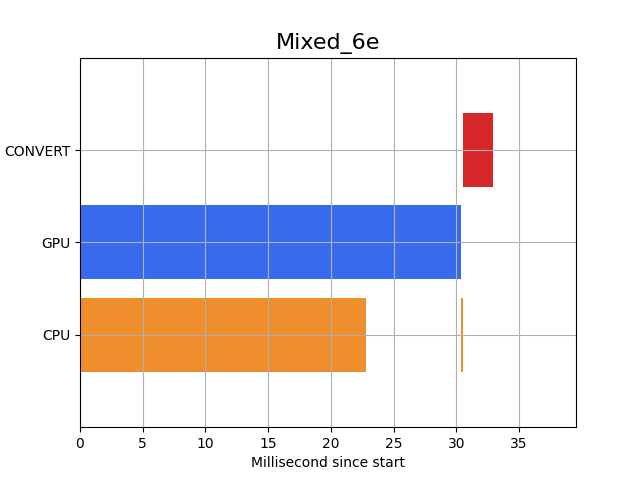 Mixed_6e
CONVERT
GPU
CPU
0 5 10 15 20 25 30 35
Millisecond since start